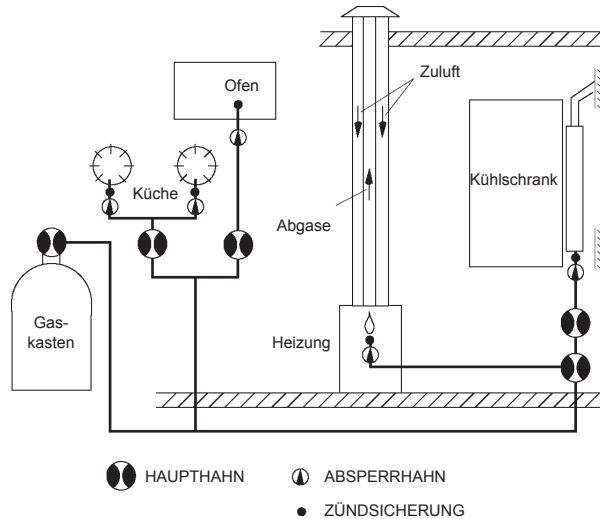 Zuluft
Ofen
Küche
Kühlschrank
Abgase
Gas-
kasten
Heizung
HAUPTHAHN
ABSPERRHAHN
ZÜNDSICHERUNG